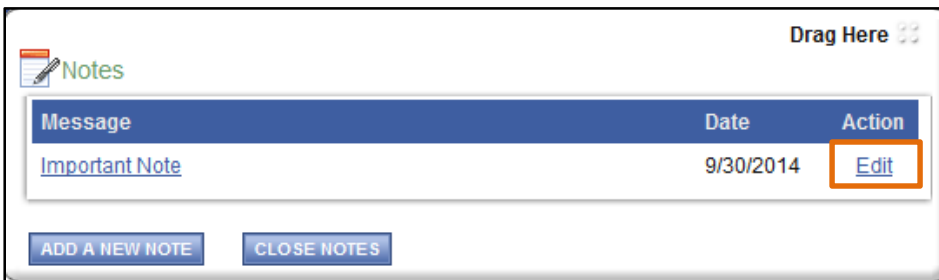 Drag Here
Notes
Message Date Action
Important Note 9/30/2014 Edit
ADD A NEW NOTE CLOSE NOTES